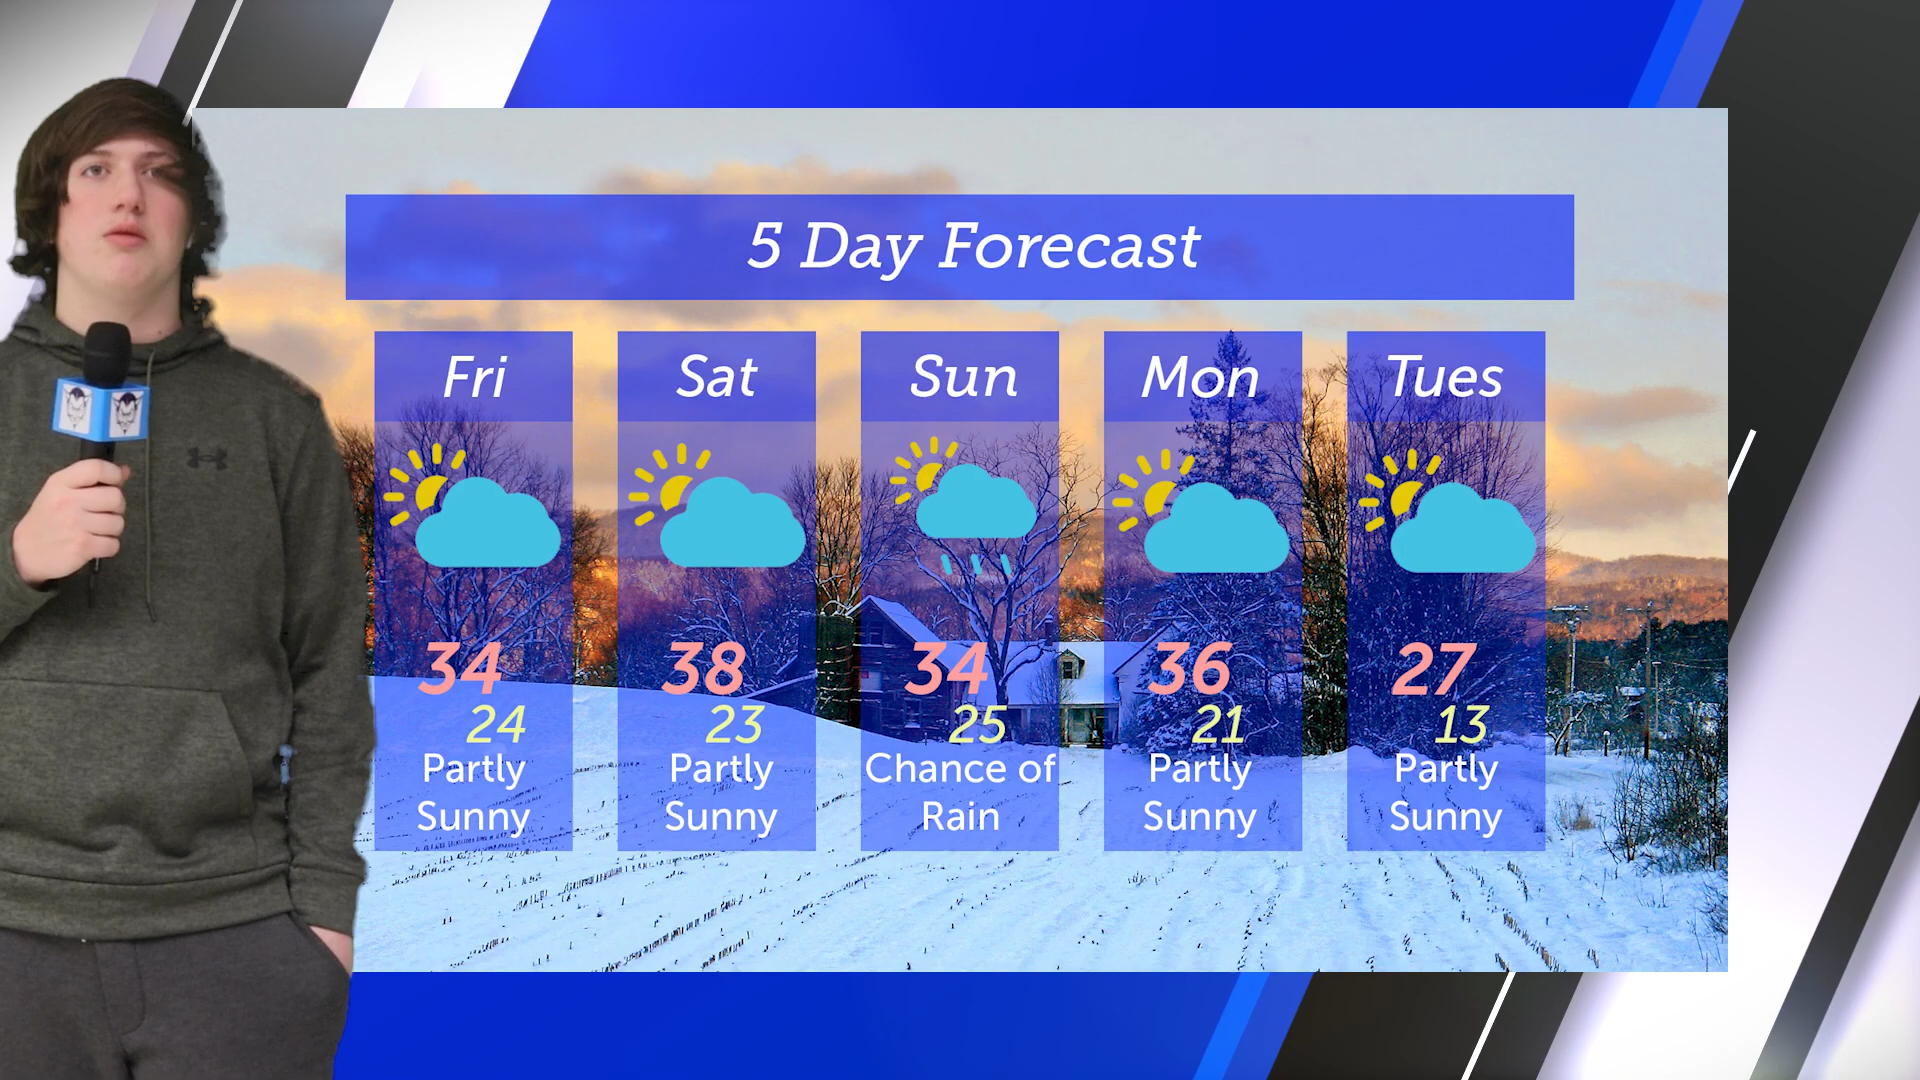 5 Day Forecast
Fri
34
24
Partly
Sunny
Sat
38
23
Partly
Sunny
Sun
34
25
Chance of
Rain
Mon
36
21
Partly
Sunny
Tues
27
13
Partly
Sunny